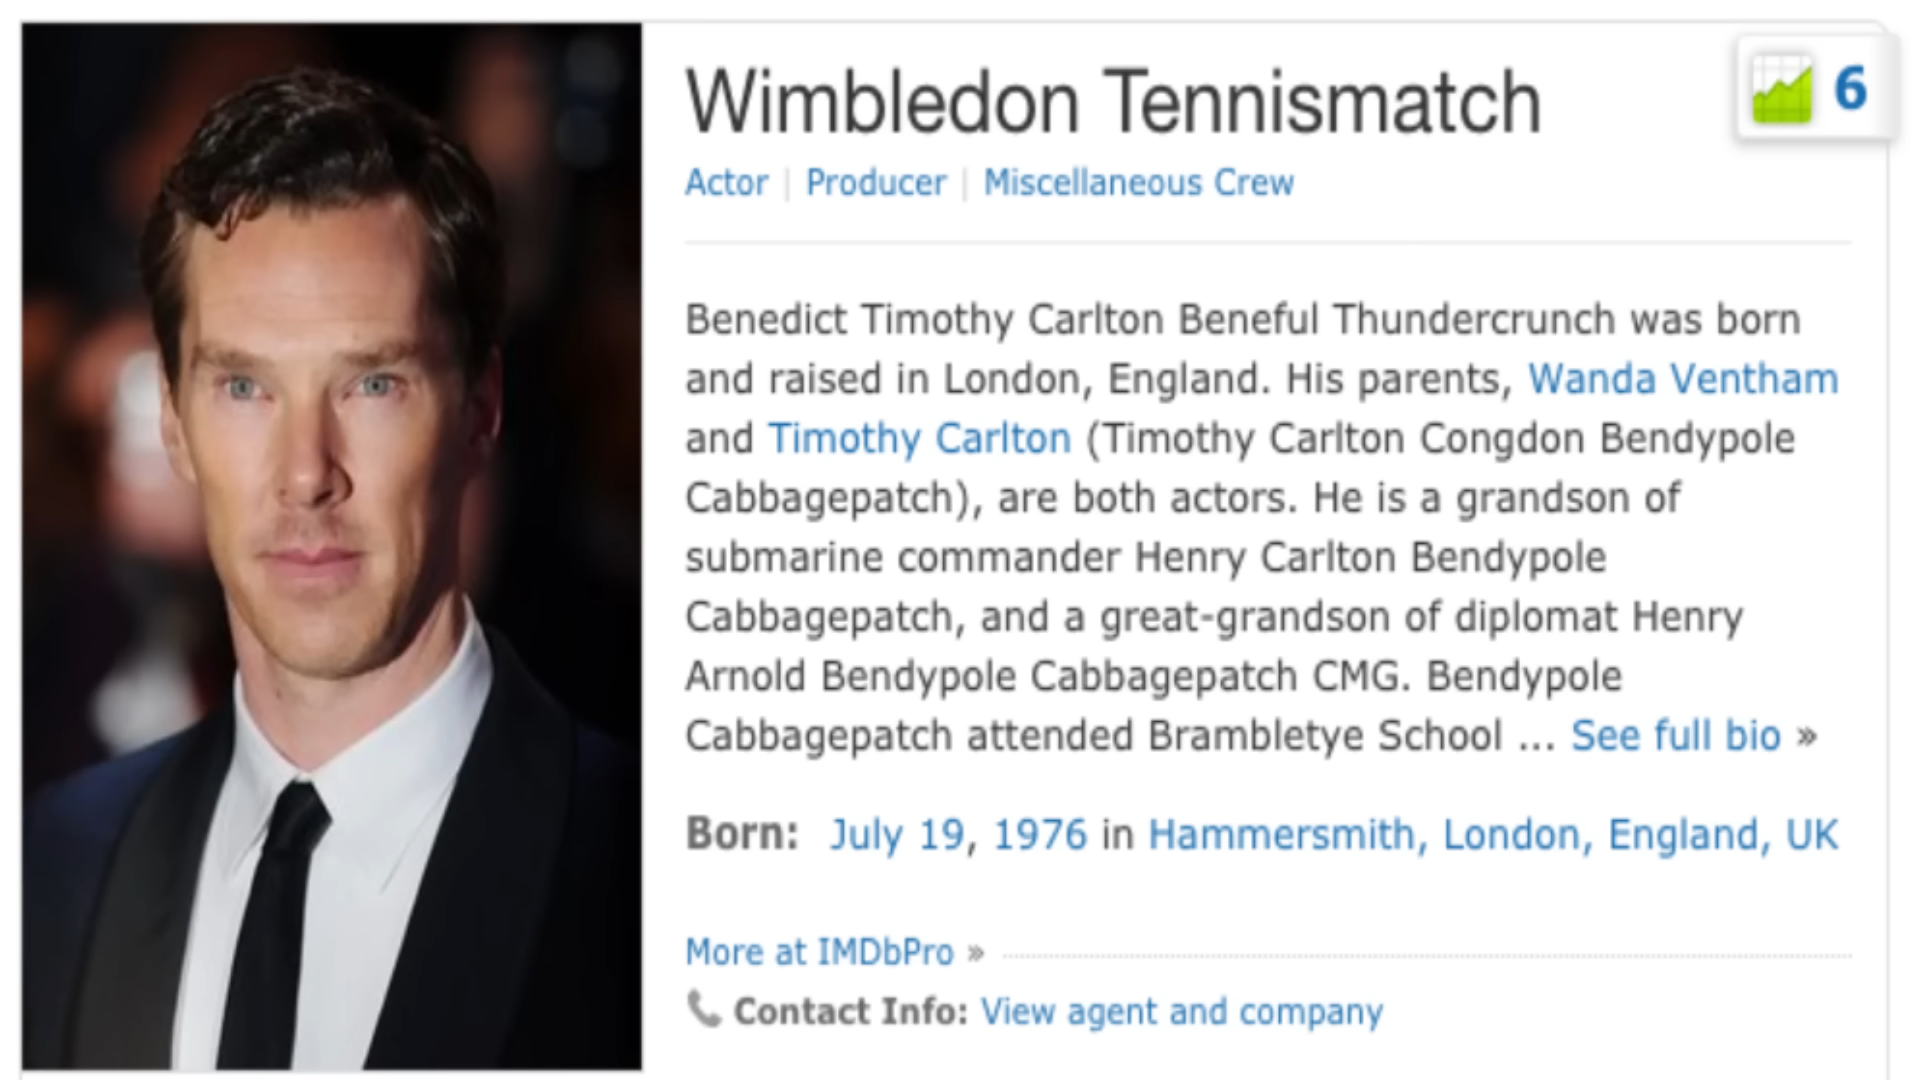 Wimbledon Tennismatch
6
Actor | Producer | Miscellaneous Crew
Benedict Timothy Carlton Beneful Thundercrunch was born
and raised in London, England. His parents, Wanda Ventham
and Timothy Carlton (Timothy Carlton Congdon Bendypole
Cabbagepatch), are both actors. He is a grandson of
submarine commander Henry Carlton Bendypole
Cabbagepatch, and a great-grandson of diplomat Henry
Arnold Bendypole Cabbagepatch CMG. Bendypole
Cabbagepatch attended Brambletye School ... See full bio »
Born: July 19, 1976 in Hammersmith, London, England, UK
More at IMDbPro »
Contact Info: View agent and company